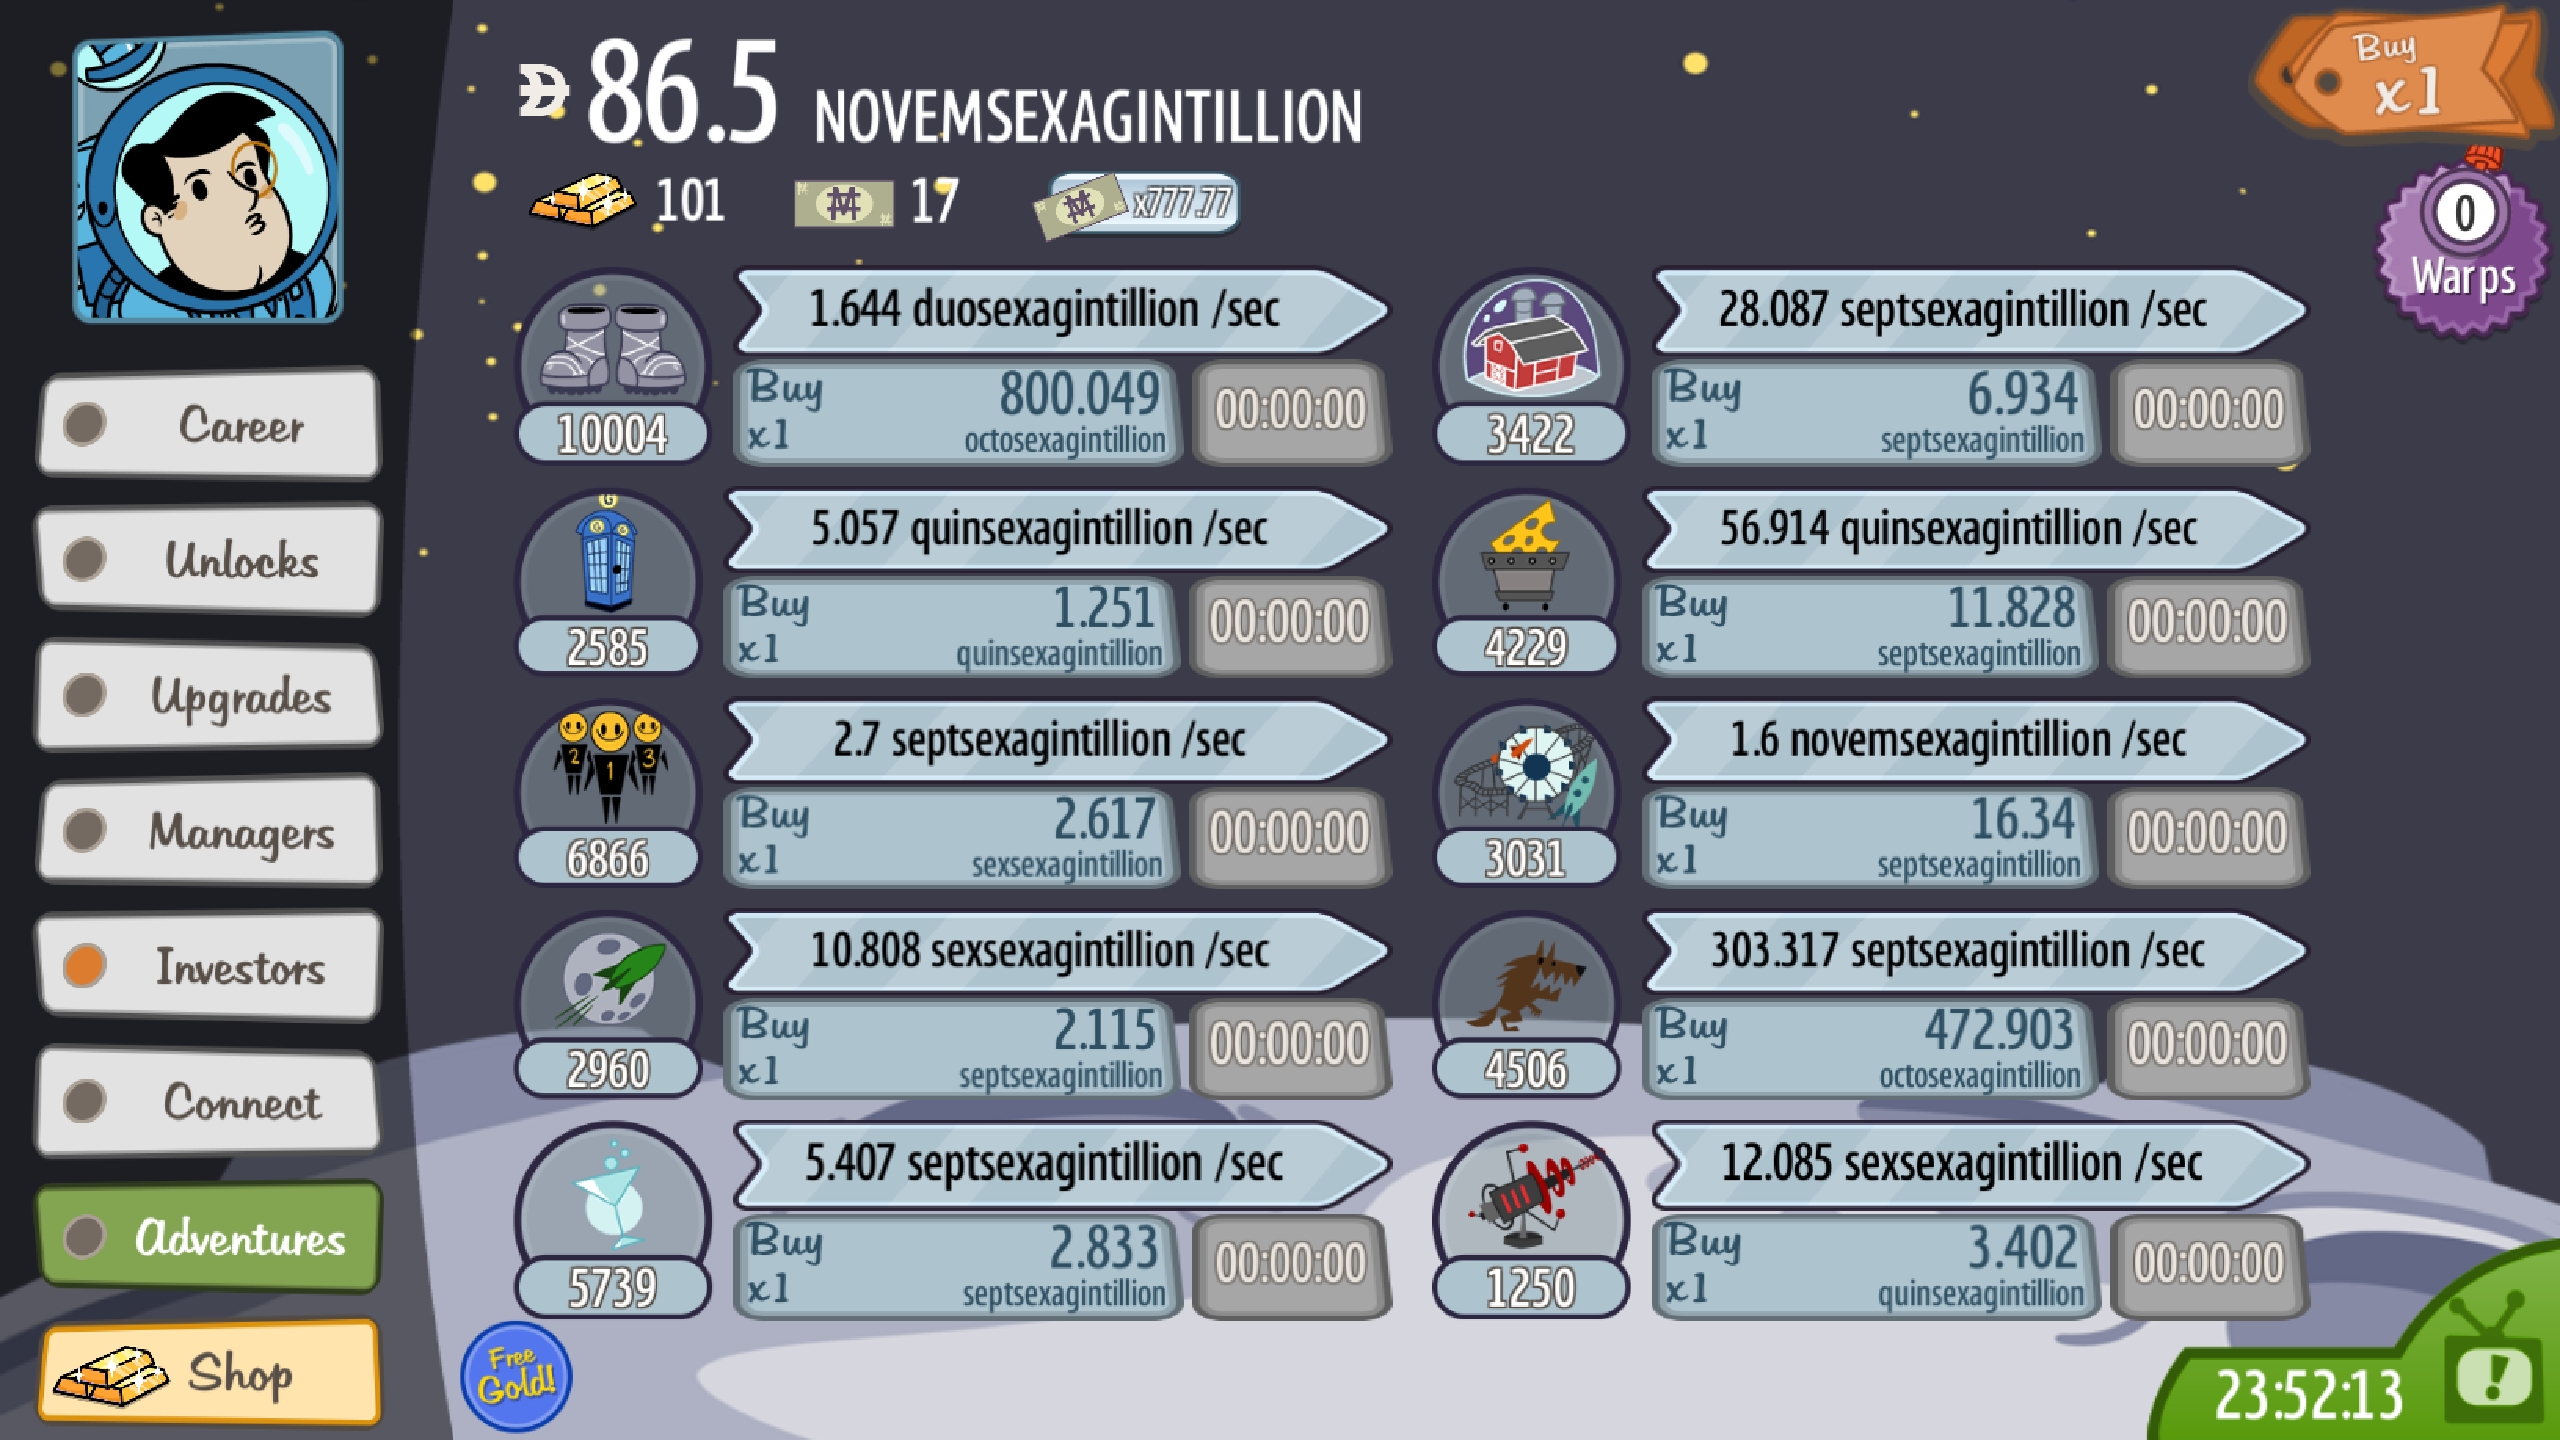 86.5 NOVEMSEXAGINTILLION
101 17 x777.77
Buy
x1
0
Warps
Career
Unlocks
Upgrades
Managers
Investors
Connect
Adventures
Shop
1.644 duosexagintillion /sec
Buy 800.049
x1 octosexagintillion
00:00:00
10004
28.087 septsexagintillion /sec
Buy 6.934
x1 septsexagintillion
00:00:00
3422
G
5.057 quinsexagintillion /sec
Buy 1.251
x1 quinsexagintillion
00:00:00
2585
56.914 quinsexagintillion /sec
Buy 11.828
x1 septsexagintillion
00:00:00
4229
2 1 3
2.7 septsexagintillion /sec
Buy 2.617
x1 sexsexagintillion
00:00:00
6866
1.6 novemsexagintillion /sec
Buy 16.34
x1 septsexagintillion
00:00:00
3031
10.808 sexsexagintillion /sec
Buy 2.115
x1 septsexagintillion
00:00:00
2960
303.317 septsexagintillion /sec
Buy 472.903
x1 octosexagintillion
00:00:00
4506
5.407 septsexagintillion /sec
Buy 2.833
x1 septsexagintillion
00:00:00
5739
12.085 sexsexagintillion /sec
Buy 3.402
x1 quinsexagintillion
00:00:00
1250
Free
Gold!
23:52:13
!